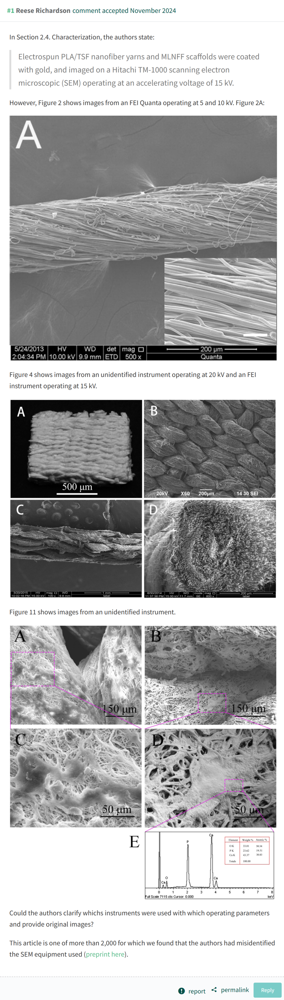 #1 Reese Richardson comment accepted November 2024
In Section 2.4. Characterization, the authors state:
Electrospun PLA/TSF nanofiber yarns and MLNFF scaffolds were coated
with gold, and imaged on a Hitachi TM-1000 scanning electron
microscopic (SEM) operating at an accelerating voltage of 15 kV.
However, Figure 2 shows images from an FEI Quanta operating at 5 and 10 kV. Figure 2A:
A
5/24/2013 HV WD det mag 200 µm
2:04:34 PM 10.00 kV 9.9 mm ETD 500 x Quanta
Figure 4 shows images from an unidentified instrument operating at 20 kV and an FEI
instrument operating at 15 kV.
A B
500 µm
20kV X60 200µm 14 30 SEI
C D
3/20/2015 HV mag WD 1 mm
10:02:16 PM 15.00 kV 100 x 9.8 mm label
6/30/2014 HV WD mode mag 200 µm
11:37:36 PM 15.00 kV 11.7 mm SE 600 x label
Figure 11 shows images from an unidentified instrument.
A B
150 µm 150 µm
C D
50 µm 50 µm
E
Ca
P
Element Weight % Atomic %
O K 33.01 50.34
P K 23.62 19.51
Ca K 43.37 30.83
Totals 100.00
O
Ca
Ca
0 1 2 3 4 5 6 7 8
Full Scale 7115 cts Cursor: 0.000 keV
Could the authors clarify whichs instruments were used with which operating parameters
and provide original images?
This article is one of more than 2,000 for which we found that the authors had misidentified
the SEM equipment used (preprint here).
report permalink Reply